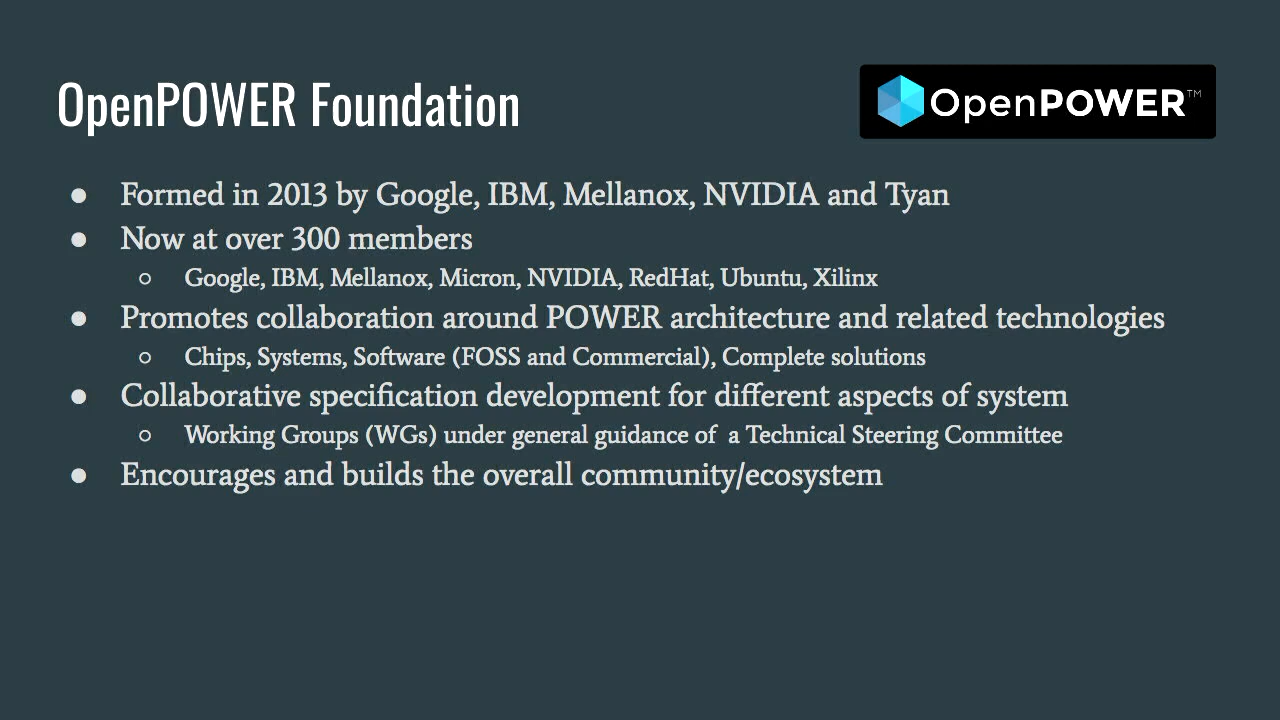 OpenPOWER Foundation
OpenPOWER™
● Formed in 2013 by Google, IBM, Mellanox, NVIDIA and Tyan
● Now at over 300 members
○ Google, IBM, Mellanox, Micron, NVIDIA, RedHat, Ubuntu, Xilinx
● Promotes collaboration around POWER architecture and related technologies
○ Chips, Systems, Software (FOSS and Commercial), Complete solutions
● Collaborative specification development for different aspects of system
○ Working Groups (WGs) under general guidance of  a Technical Steering Committee
● Encourages and builds the overall community/ecosystem